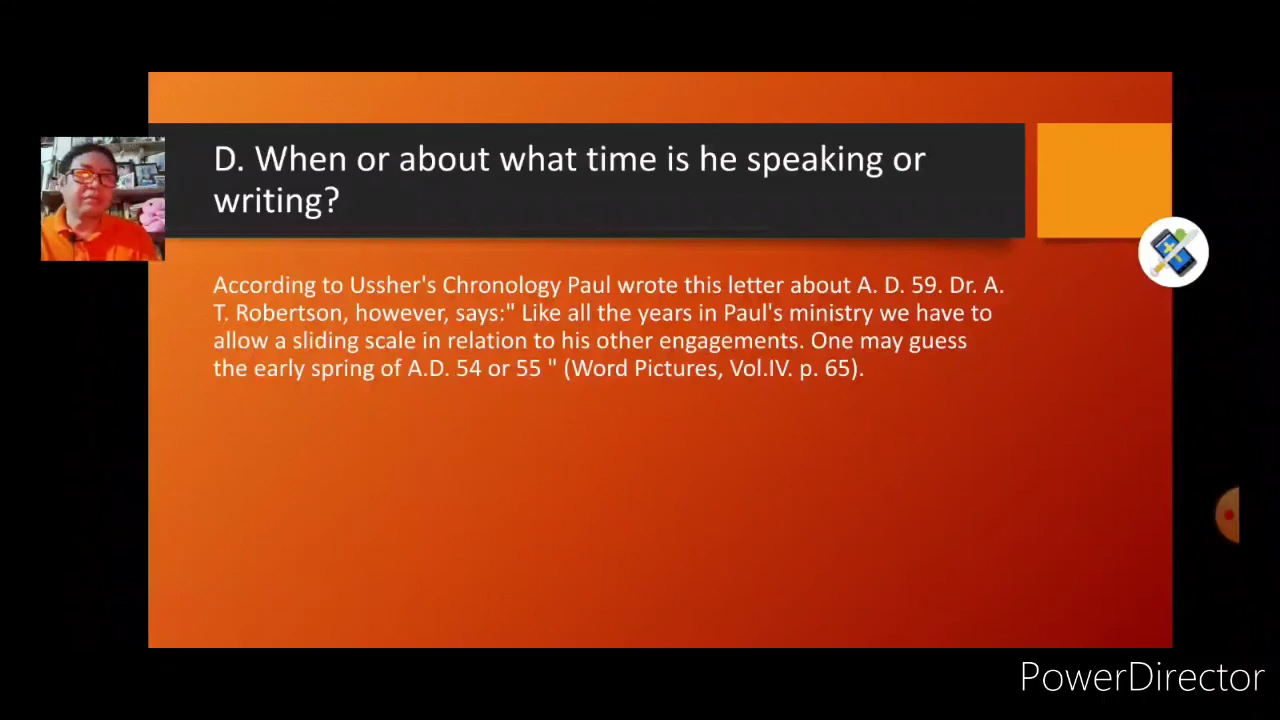 D. When or about what time is he speaking or
writing?
According to Ussher's Chronology Paul wrote this letter about A. D. 59. Dr. A.
T. Robertson, however, says:" Like all the years in Paul's ministry we have to
allow a sliding scale in relation to his other engagements. One may guess
the early spring of A.D. 54 or 55 " (Word Pictures, Vol.IV. p. 65).
PowerDirector